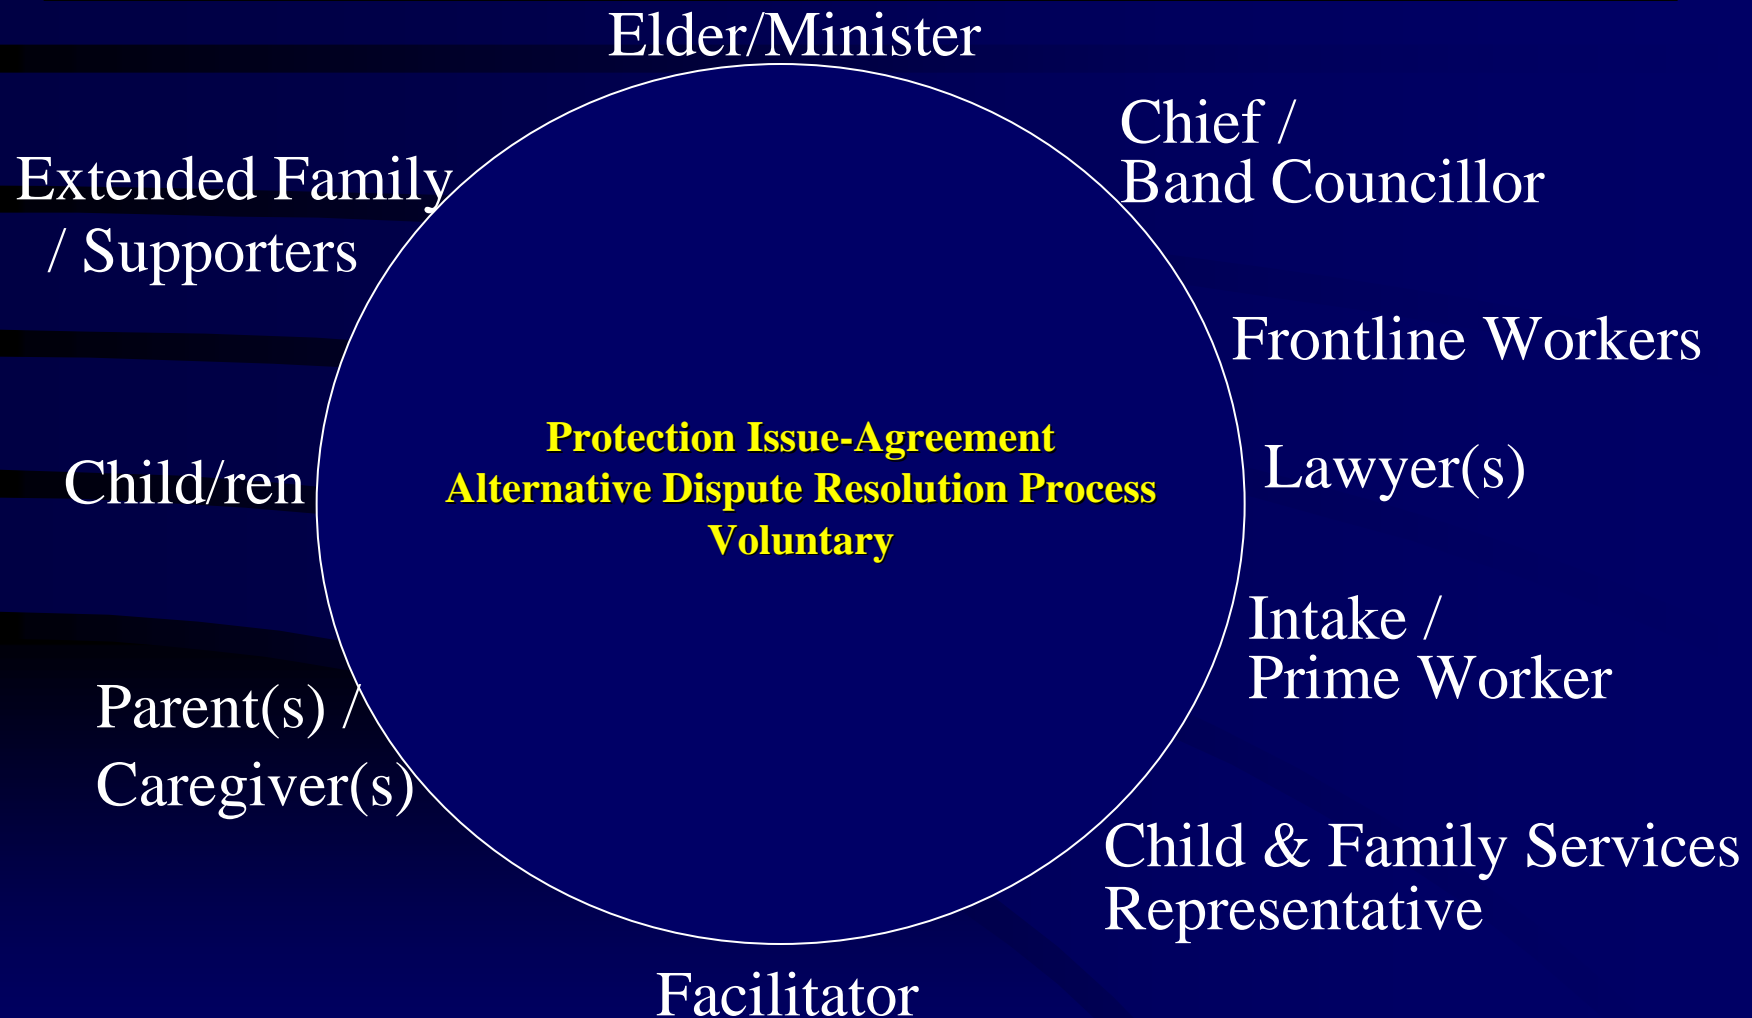 Elder/Minister
Chief /
Band Councillor
Extended Family
/ Supporters
Frontline Workers
Protection Issue-Agreement
Alternative Dispute Resolution Process
Voluntary
Child/ren
Lawyer(s)
Intake /
Prime Worker
Parent(s) /
Caregiver(s)
Child & Family Services
Representative
Facilitator